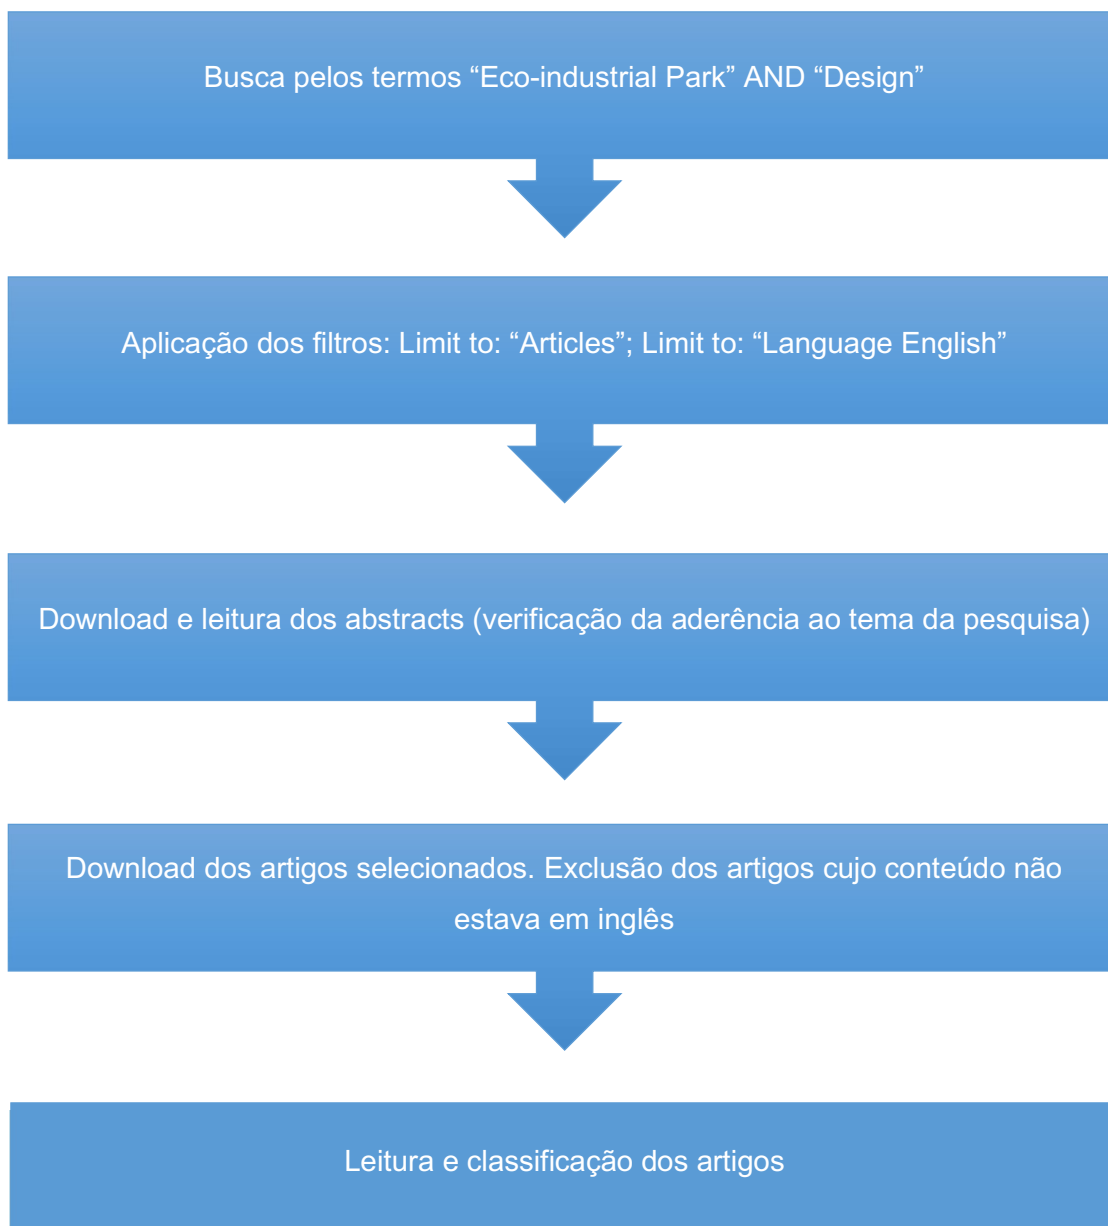 Busca pelos termos “Eco-industrial Park” AND “Design”
Aplicação dos filtros: Limit to: “Articles”; Limit to: “Language English”
Download e leitura dos abstracts (verificação da aderência ao tema da pesquisa)
Download dos artigos selecionados. Exclusão dos artigos cujo conteúdo não
estava em inglês
Leitura e classificação dos artigos